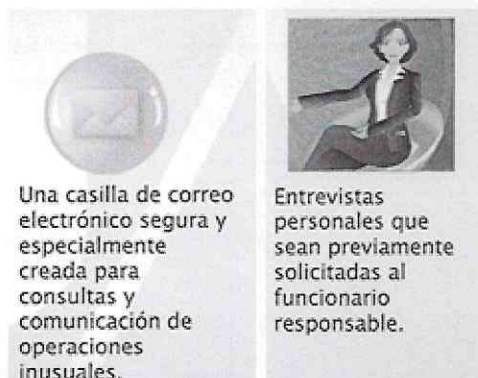 Una casilla de correo
electrónico segura y
especialmente
creada para
consultas y
comunicación de
operaciones
inusuales.
Entrevistas
personales que
sean previamente
solicitadas al
funcionario
responsable.